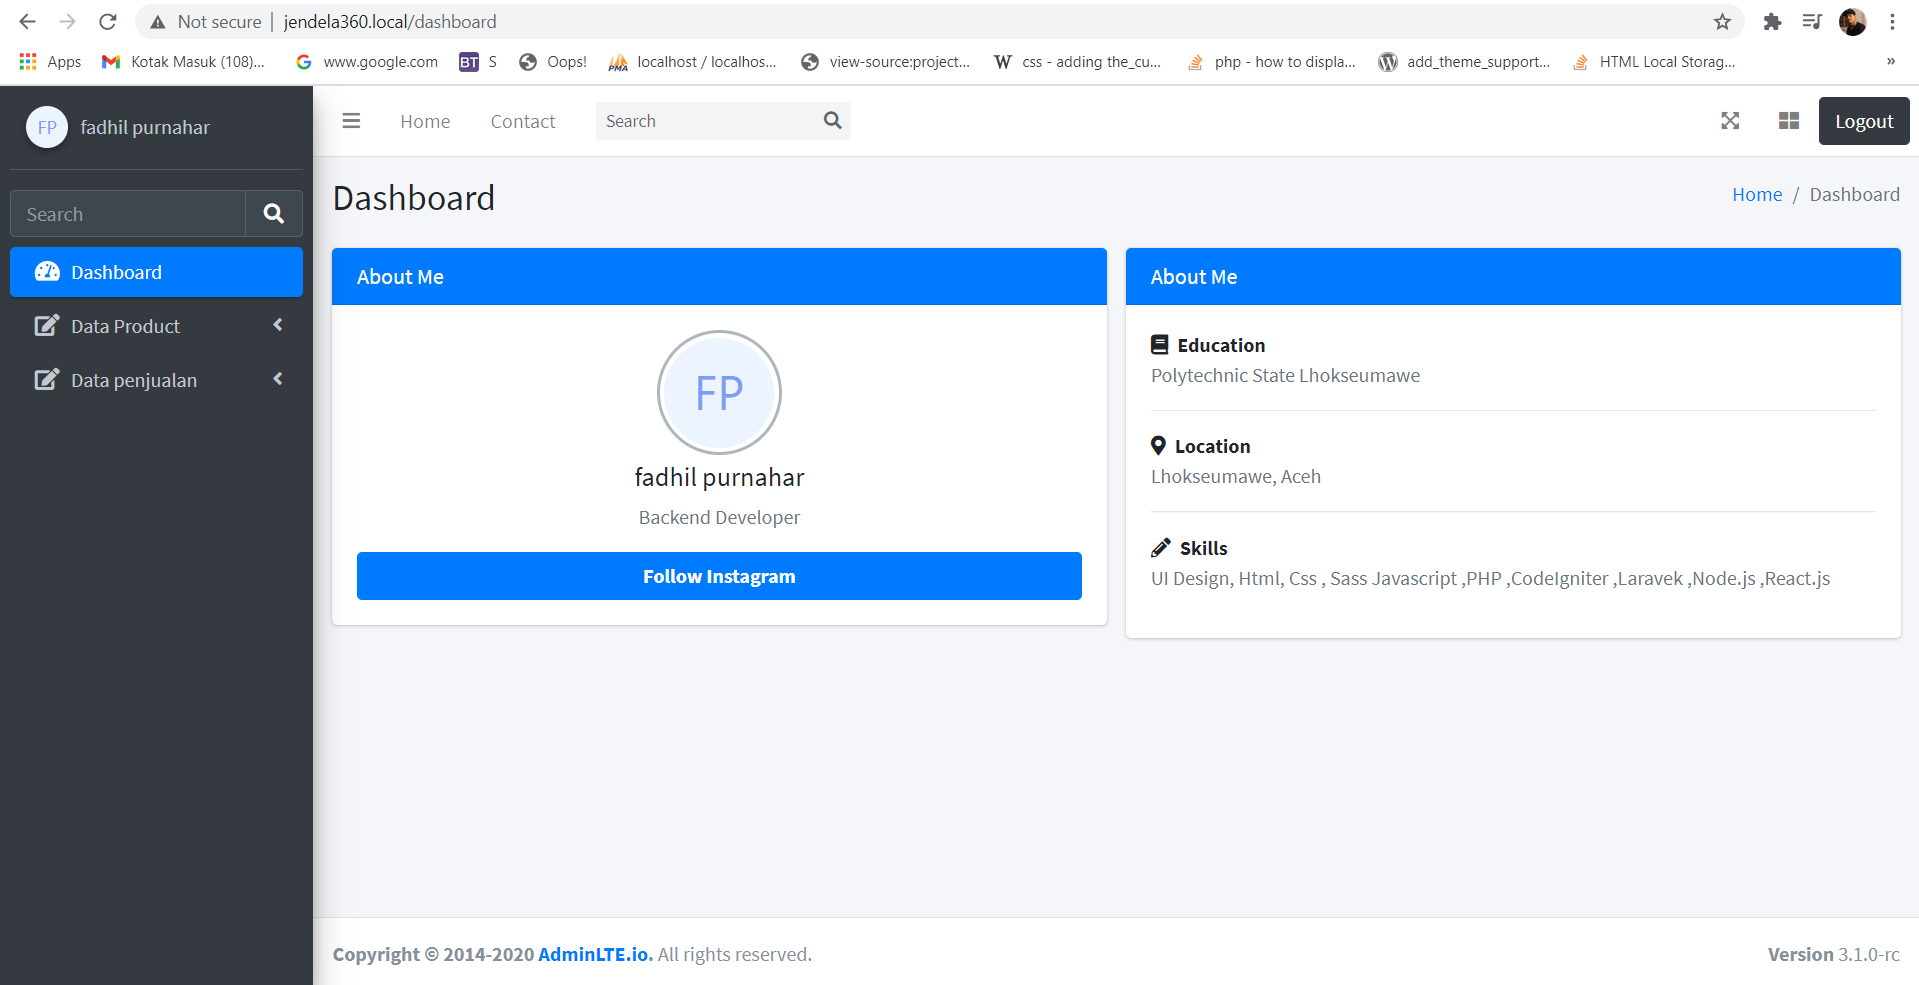 Not secure | jendela360.local/dashboard
Apps Kotak Masuk (108)... www.google.com BT S Oops! PMA localhost / localhos... view-source:project... W css - adding the_cu... php - how to displa... add_theme_support... HTML Local Storag... »
FP fadhil purnahar
Home Contact Search Logout
Dashboard
Home / Dashboard
Search
Dashboard
Data Product
Data penjualan
About Me
FP
fadhil purnahar
Backend Developer
Follow Instagram
About Me
Education
Polytechnic State Lhokseumawe
Location
Lhokseumawe, Aceh
Skills
UI Design, Html, Css , Sass Javascript ,PHP ,CodeIgniter ,Laravek ,Node.js ,React.js
Copyright © 2014-2020 AdminLTE.io. All rights reserved.
Version 3.1.0-rc